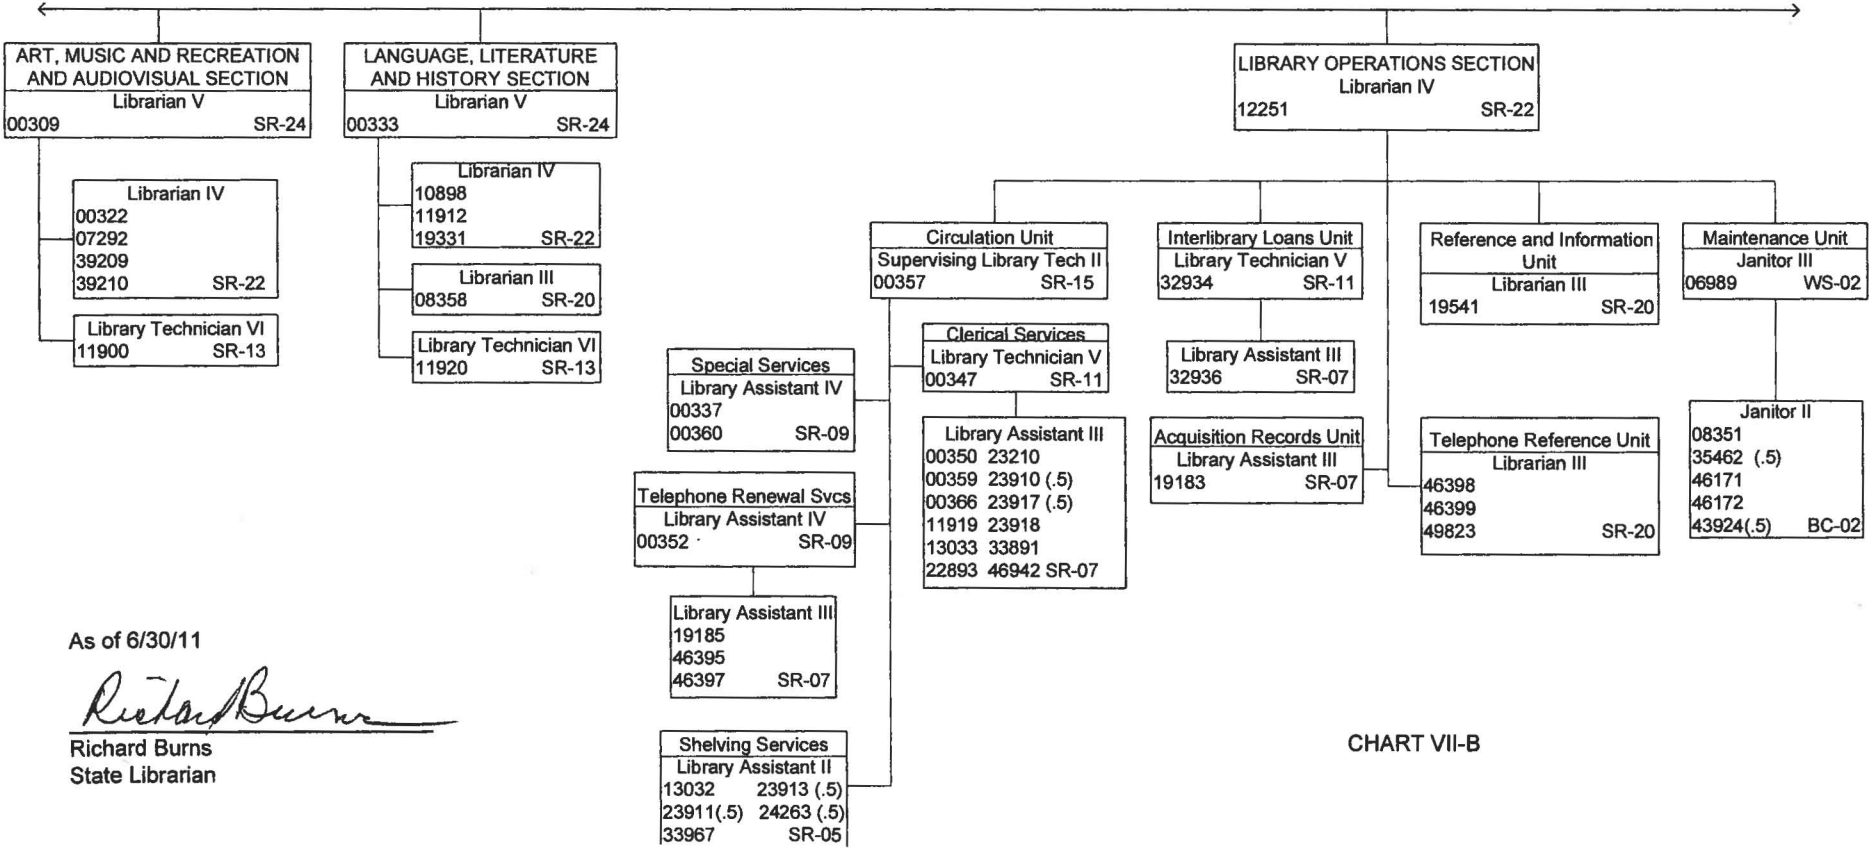 ART, MUSIC AND RECREATION
AND AUDIOVISUAL SECTION
Librarian V
00309 SR-24
Librarian IV
00322
07292
39209
39210 SR-22
Library Technician VI
11900 SR-13
LANGUAGE, LITERATURE
AND HISTORY SECTION
Librarian V
00333 SR-24
Librarian IV
10898
11912
19331 SR-22
Librarian III
08358 SR-20
Library Technician VI
11920 SR-13
LIBRARY OPERATIONS SECTION
Librarian IV
12251 SR-22
Circulation Unit
Supervising Library Tech II
00357 SR-15
Clerical Services
Library Technician V
00347 SR-11
Library Assistant III
00350 23210
00359 23910 (.5)
00366 23917 (.5)
11919 23918
13033 33891
22893 46942 SR-07
Special Services
Library Assistant IV
00337
00360 SR-09
Telephone Renewal Svcs
Library Assistant IV
00352 SR-09
Library Assistant III
19185
46395
46397 SR-07
Shelving Services
Library Assistant II
13032 23913 (.5)
23911(.5) 24263 (.5)
33967 SR-05
Interlibrary Loans Unit
Library Technician V
32934 SR-11
Library Assistant III
32936 SR-07
Acquisition Records Unit
Library Assistant III
19183 SR-07
Reference and Information
Unit
Librarian III
19541 SR-20
Telephone Reference Unit
Librarian III
46398
46399
49823 SR-20
Maintenance Unit
Janitor III
06989 WS-02
Janitor II
08351
35462 (.5)
46171
46172
43924(.5) BC-02
As of 6/30/11
Richard Burns
Richard Burns
State Librarian
CHART VII-B